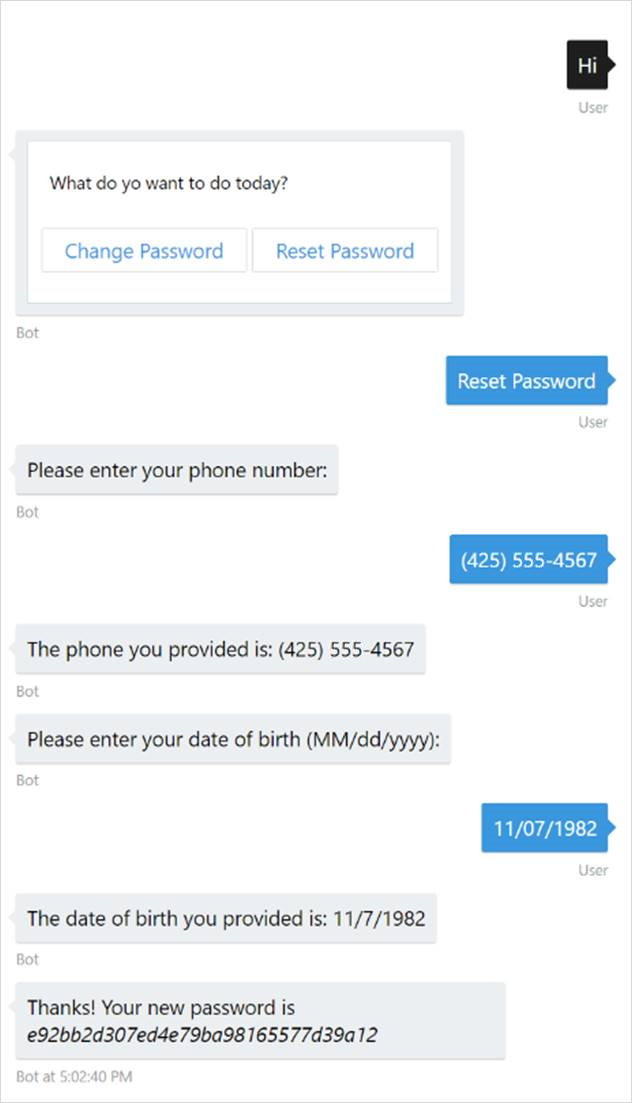 Hi
User
What do yo want to do today?
Change Password Reset Password
Bot
Reset Password
User
Please enter your phone number:
Bot
(425) 555-4567
User
The phone you provided is: (425) 555-4567
Bot
Please enter your date of birth (MM/dd/yyyy):
Bot
11/07/1982
User
The date of birth you provided is: 11/7/1982
Bot
Thanks! Your new password is
e92bb2d307ed4e79ba98165577d39a12
Bot at 5:02:40 PM